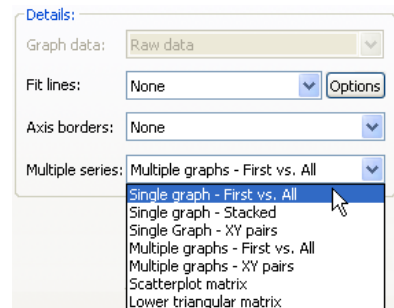 Details:
Graph data: Raw data
Fit lines: None Options
Axis borders: None
Multiple series: Multiple graphs - First vs. All
Single graph - First vs. All
Single graph - Stacked
Single Graph - XY pairs
Multiple graphs - First vs. All
Multiple graphs - XY pairs
Scatterplot matrix
Lower triangular matrix